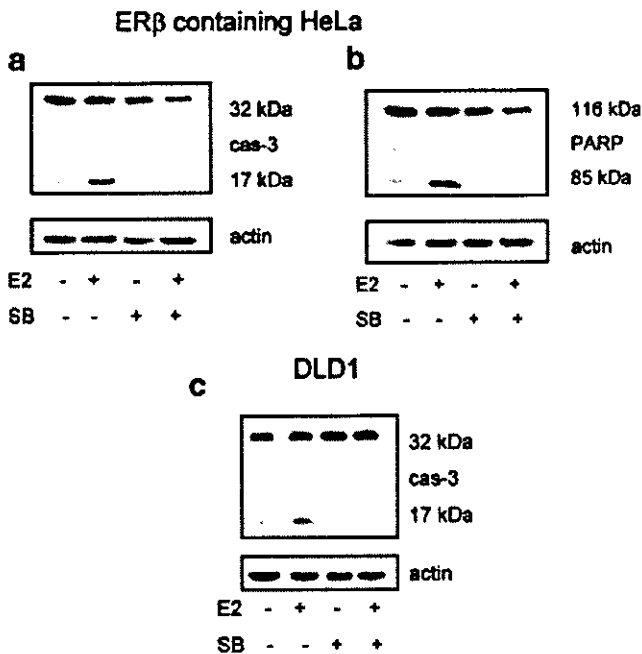 ERβ containing HeLa
a
32 kDa
cas-3
17 kDa
actin
E2 - + - +
SB - - + +
b
116 kDa
PARP
85 kDa
actin
E2 - + - +
SB - - + +
DLD1
c
32 kDa
cas-3
17 kDa
actin
E2 - + - +
SB - - + +